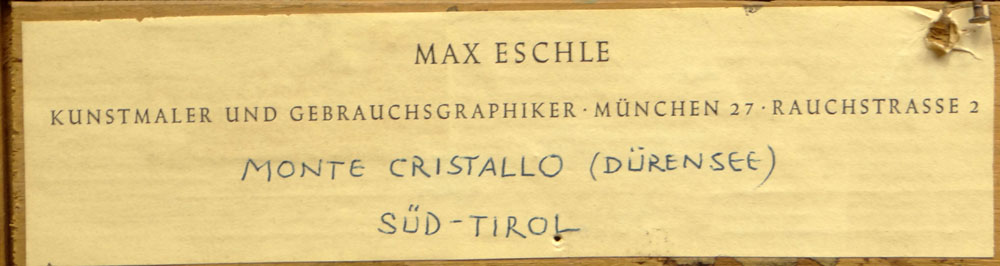 MAX ESCHLE
KUNSTMALER UND GEBRAUCHSGRAPHIKER · MÜNCHEN 27 · RAUCHSTRASSE 2
MONTE CRISTALLO (DÜRENSEE)
SÜD-TIROL